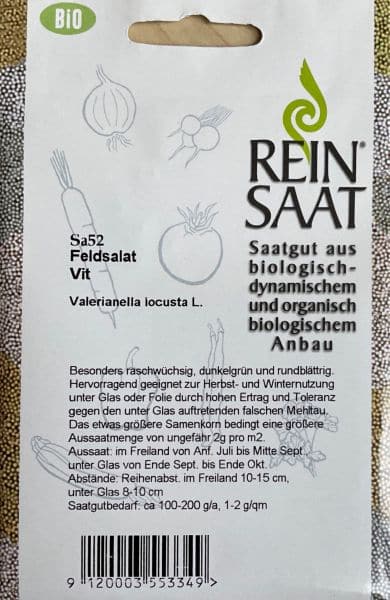 BIO
REIN®
SAAT
Saatgut aus
biologisch-
dynamischem
und organisch
biologischem
Anbau
Sa52
Feldsalat
Vit
Valerianella locusta L.
Besonders raschwüchsig, dunkelgrün und rundblättrig.
Hervorragend geeignet zur Herbst- und Winternutzung
unter Glas oder Folie durch hohen Ertrag und Toleranz
gegen den unter Glas auftretenden falschen Mehltau.
Das etwas größere Samenkorn bedingt eine größere
Aussaatmenge von ungefähr 2g pro m2.
Aussaat: im Freiland von Anf. Juli bis Mitte Sept.,
unter Glas von Ende Sept. bis Ende Okt.
Abstände: Reihenabst. im Freiland 10-15 cm,
unter Glas 8-10 cm
Saatgutbedarf: ca 100-200 g/a, 1-2 g/qm
9 120003 553349 >